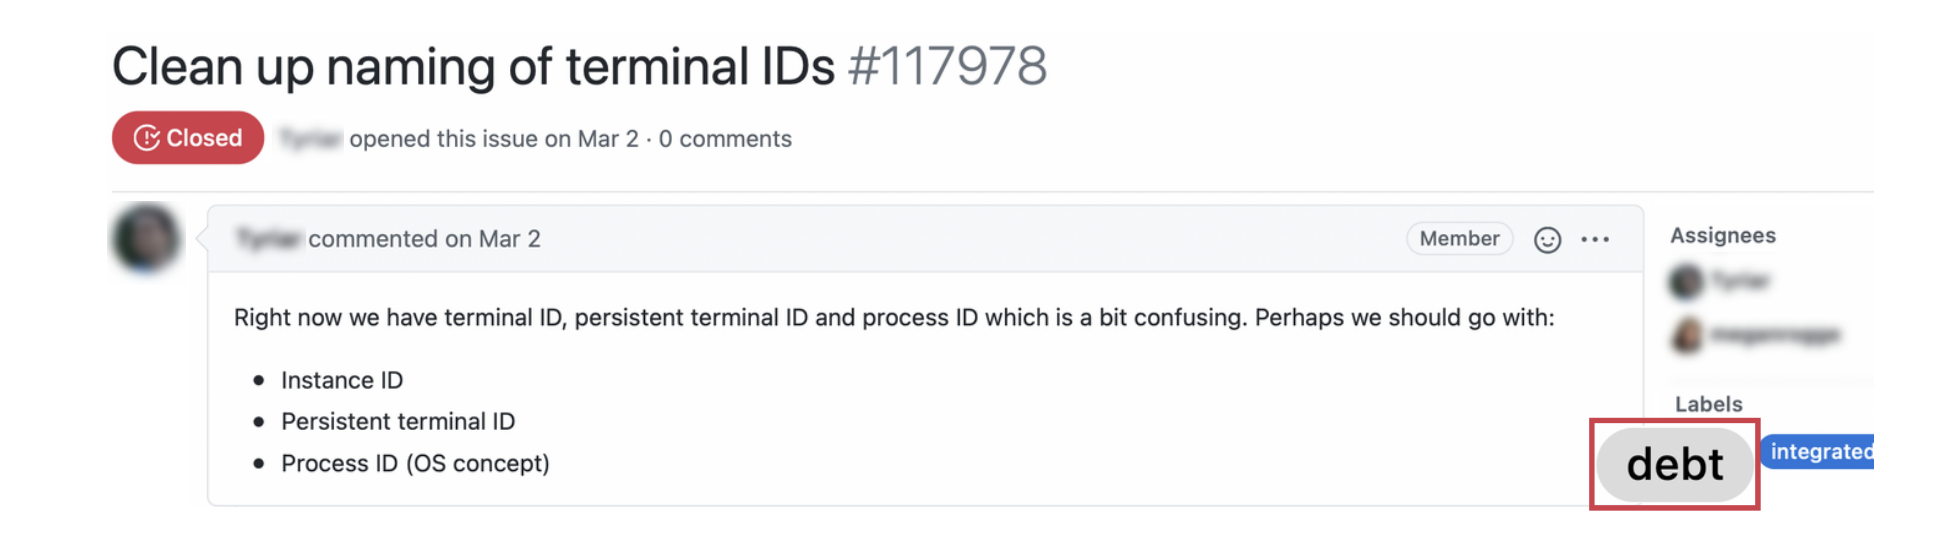 Clean up naming of terminal IDs #117978
Closed opened this issue on Mar 2 · 0 comments
commented on Mar 2
Member
Assignees
Right now we have terminal ID, persistent terminal ID and process ID which is a bit confusing. Perhaps we should go with:
Instance ID
Persistent terminal ID
Process ID (OS concept)
Labels
debt
integrated